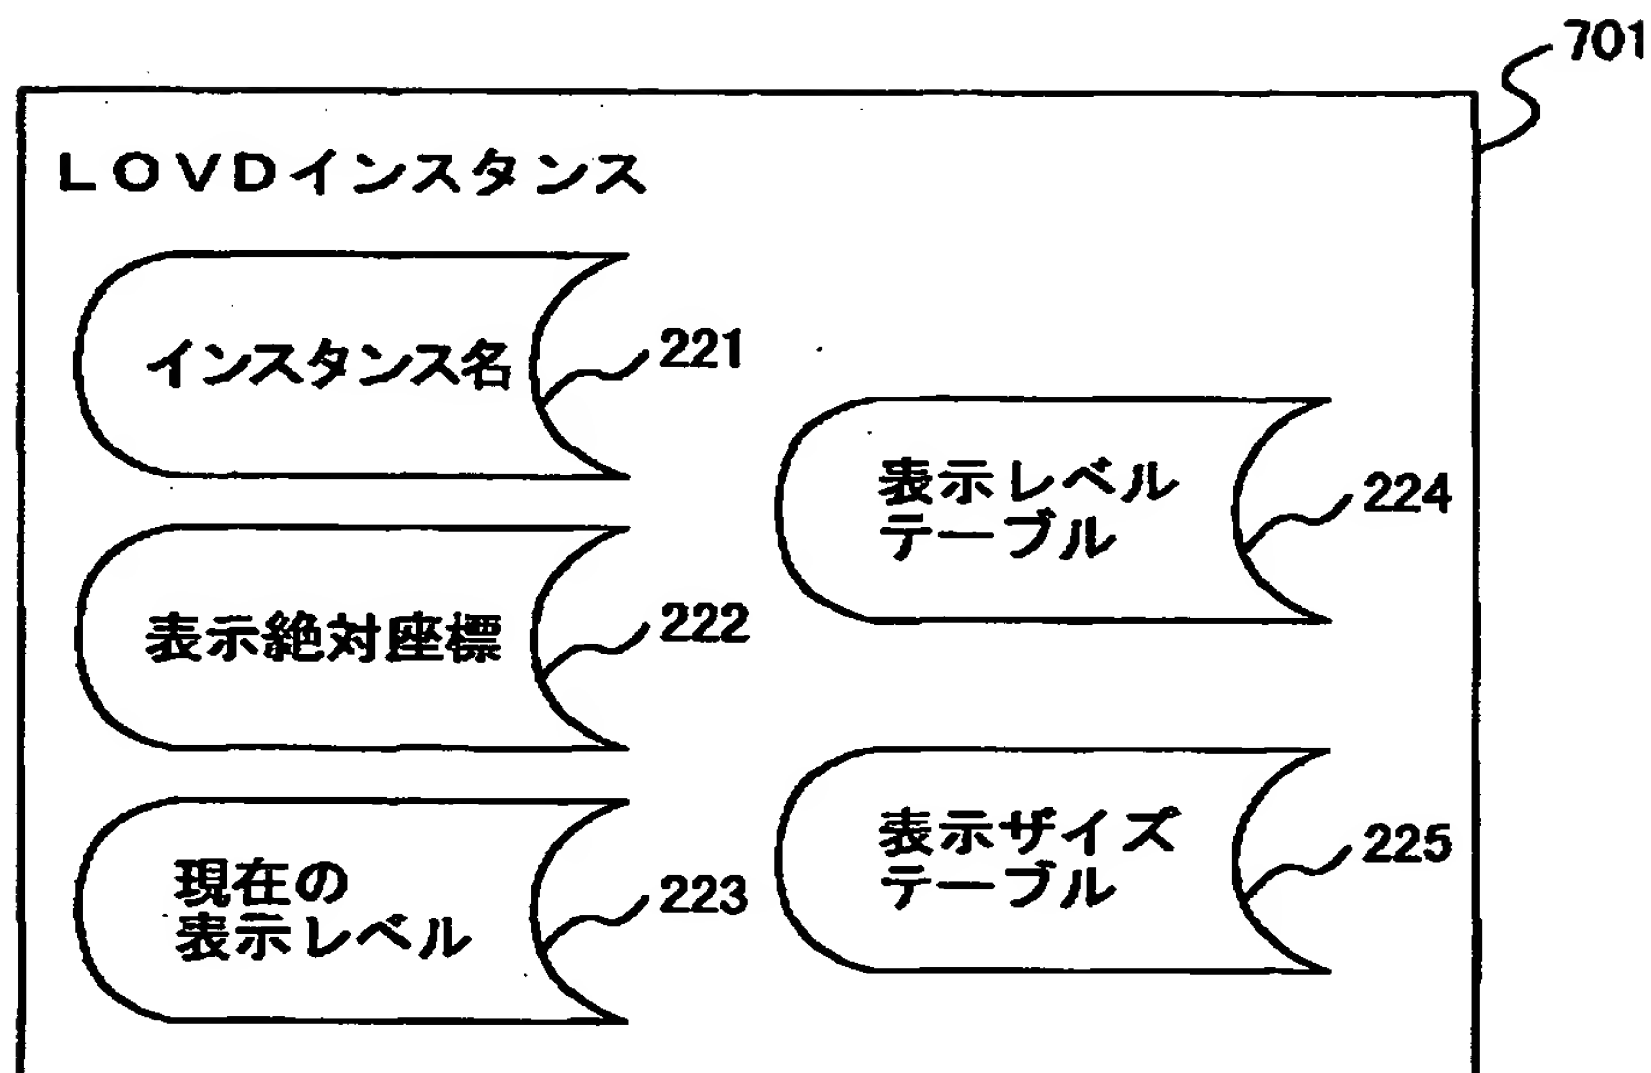 701
LOVDインスタンス
インスタンス名
221
表示絶対座標
222
現在の
表示レベル
223
表示レベル
テーブル
224
表示サイズ
テーブル
225